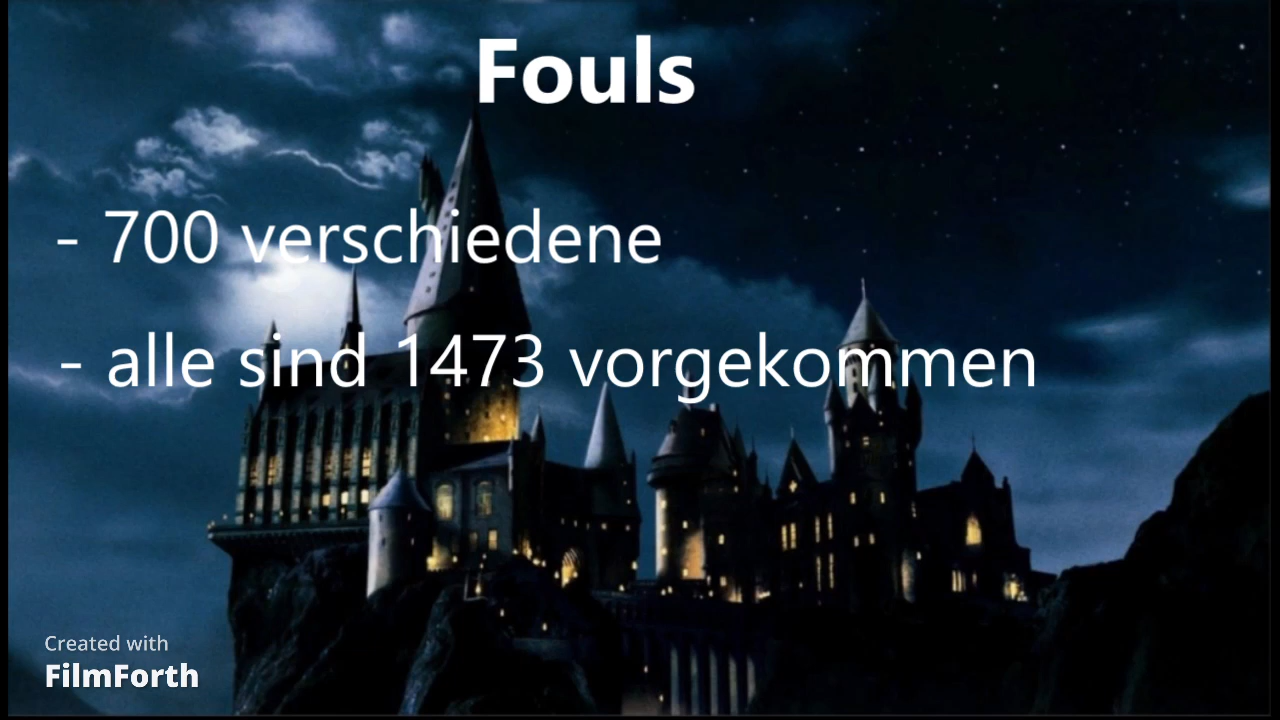 Fouls
- 700 verschiedene
- alle sind 1473 vorgekommen
Created with
FilmForth